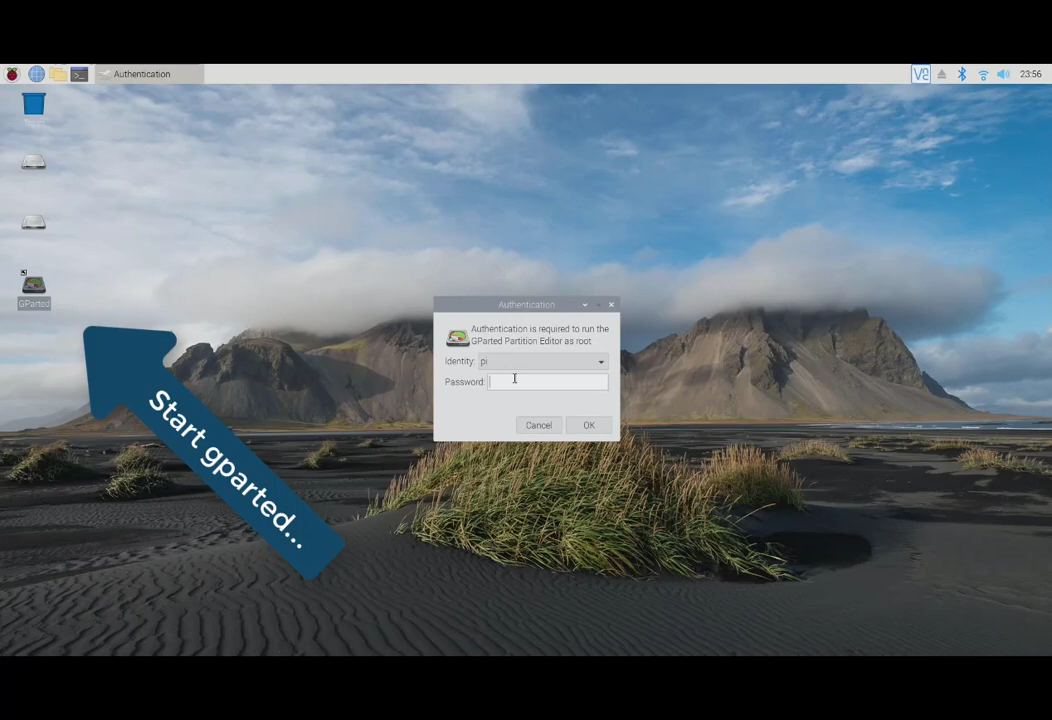 Authentication
V2
23:56
GParted
Authentication
Authentication is required to run the
GParted Partition Editor as root
Identity: pi
Password:
Cancel OK
Start gparted...